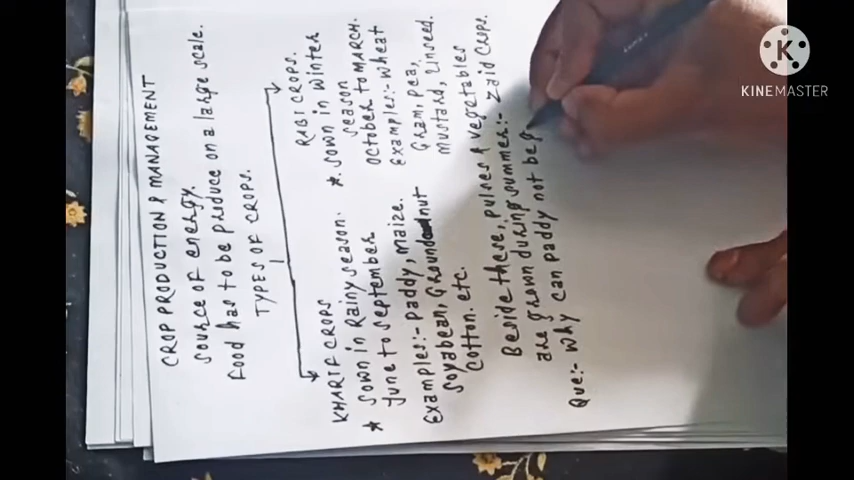 CROP PRODUCTION & MANAGEMENT
source of energy.
Food has to be produce on a large scale.
TYPES OF CROPS.
KHARIF CROPS
* sown in Rainy season.
June to september
Examples:- paddy, maize.
soyabean, Groundnut
cotton. etc.
RABI CROPS.
*. sown in winter
season
october to MARCH.
Examples:- wheat
Gram, pea,
mustard, linseed.
Beside these, pulses & vegetables
are grown during summer:- zaid crops.
Que:- why can paddy not be g
KINEMASTER